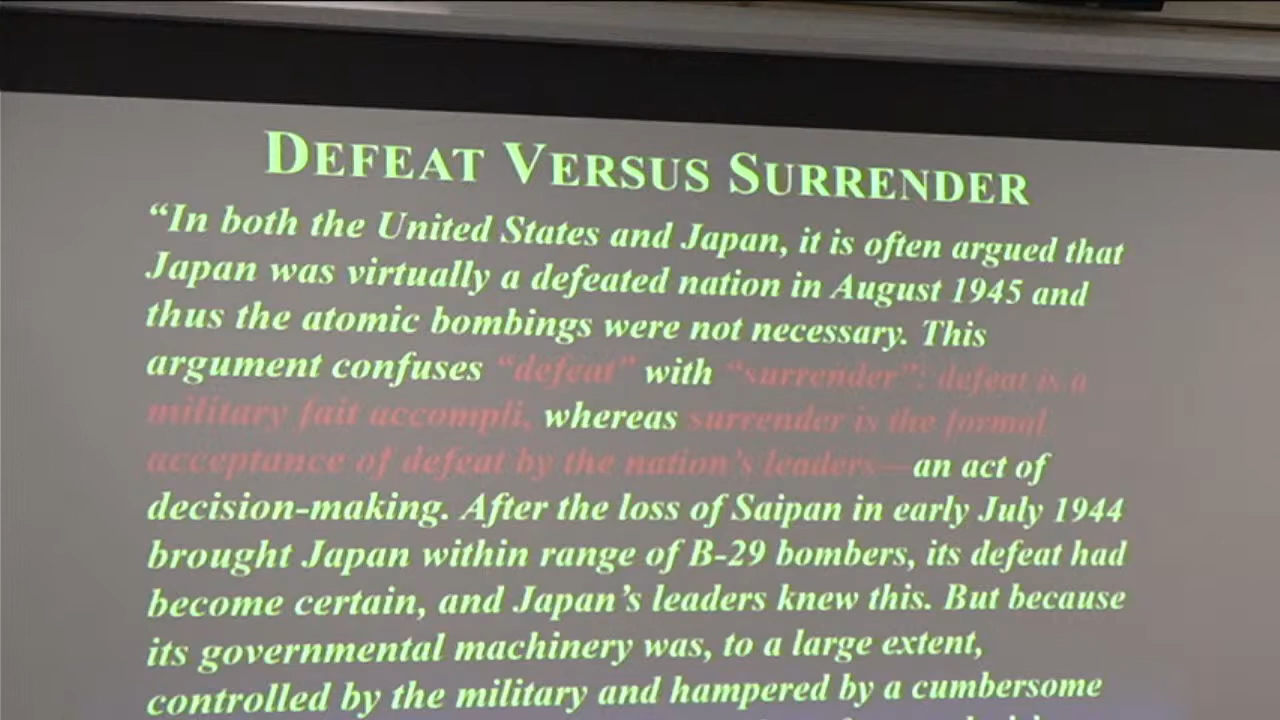 DEFEAT VERSUS SURRENDER
“In both the United States and Japan, it is often argued that
Japan was virtually a defeated nation in August 1945 and
thus the atomic bombings were not necessary. This
argument confuses “defeat” with “surrender”: defeat is a
military fait accompli, whereas surrender is the formal
acceptance of defeat by the nation’s leaders—an act of
decision-making. After the loss of Saipan in early July 1944
brought Japan within range of B-29 bombers, its defeat had
become certain, and Japan’s leaders knew this. But because
its governmental machinery was, to a large extent,
controlled by the military and hampered by a cumbersome